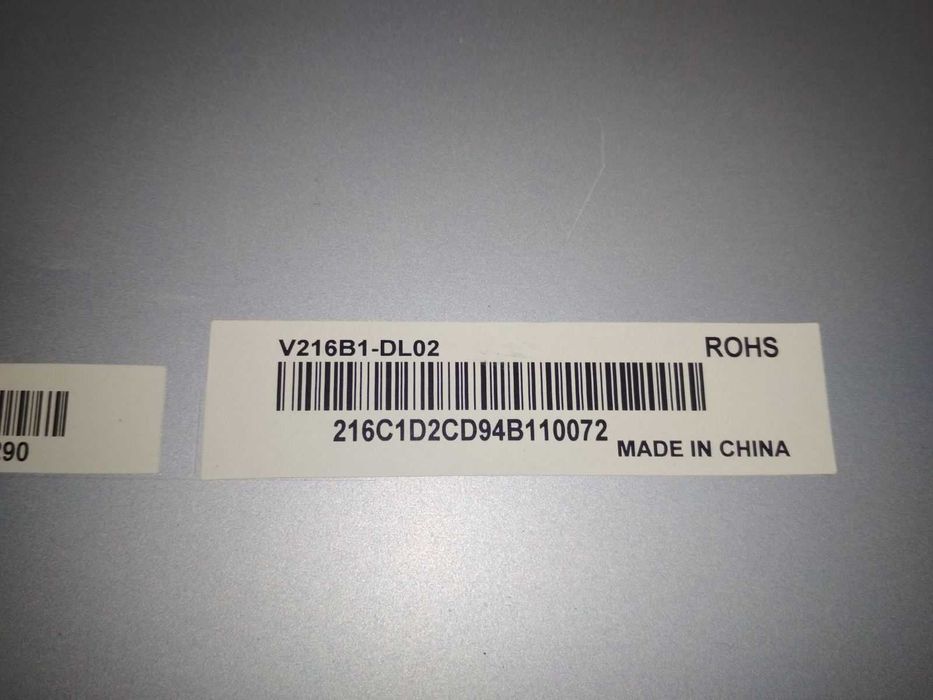 V216B1-DL02
ROHS
216C1D2CD94B110072
MADE IN CHINA
90